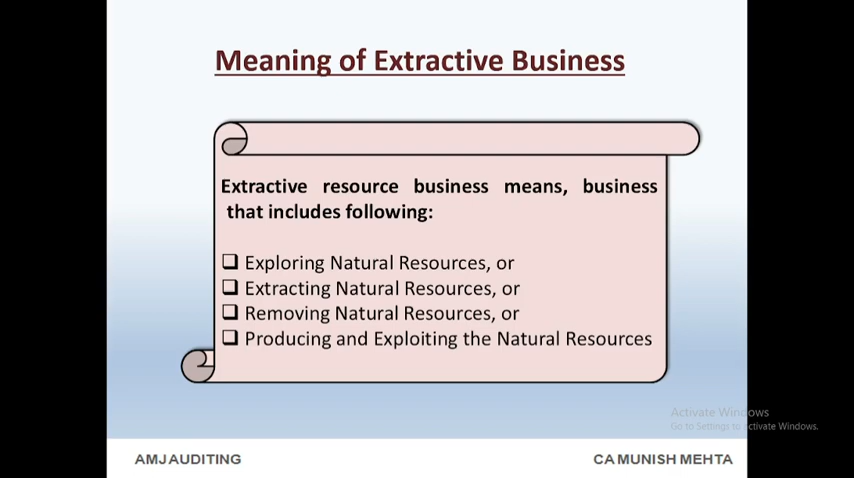 Meaning of Extractive Business
Extractive resource business means, business
that includes following:
Exploring Natural Resources, or
Extracting Natural Resources, or
Removing Natural Resources, or
Producing and Exploiting the Natural Resources
Activate Windows
Go to Settings to activate Windows.
AMJAUDITING
CA MUNISH MEHTA